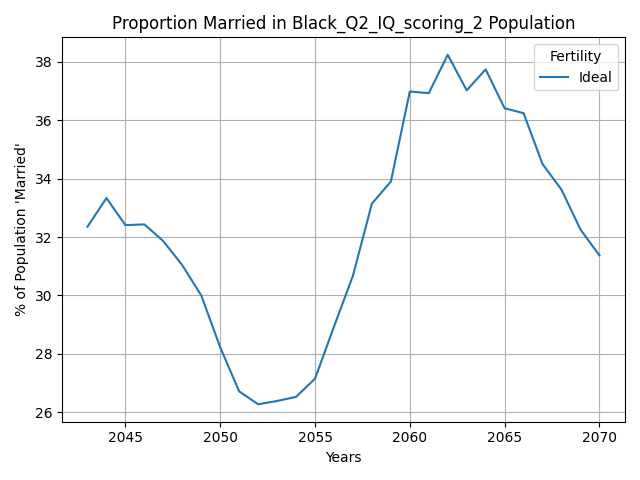 Proportion Married in Black_Q2_IQ_scoring_2 Population
% of Population 'Married'
38
36
34
32
30
28
26
Fertility
Ideal
2045 2050 2055 2060 2065 2070
Years